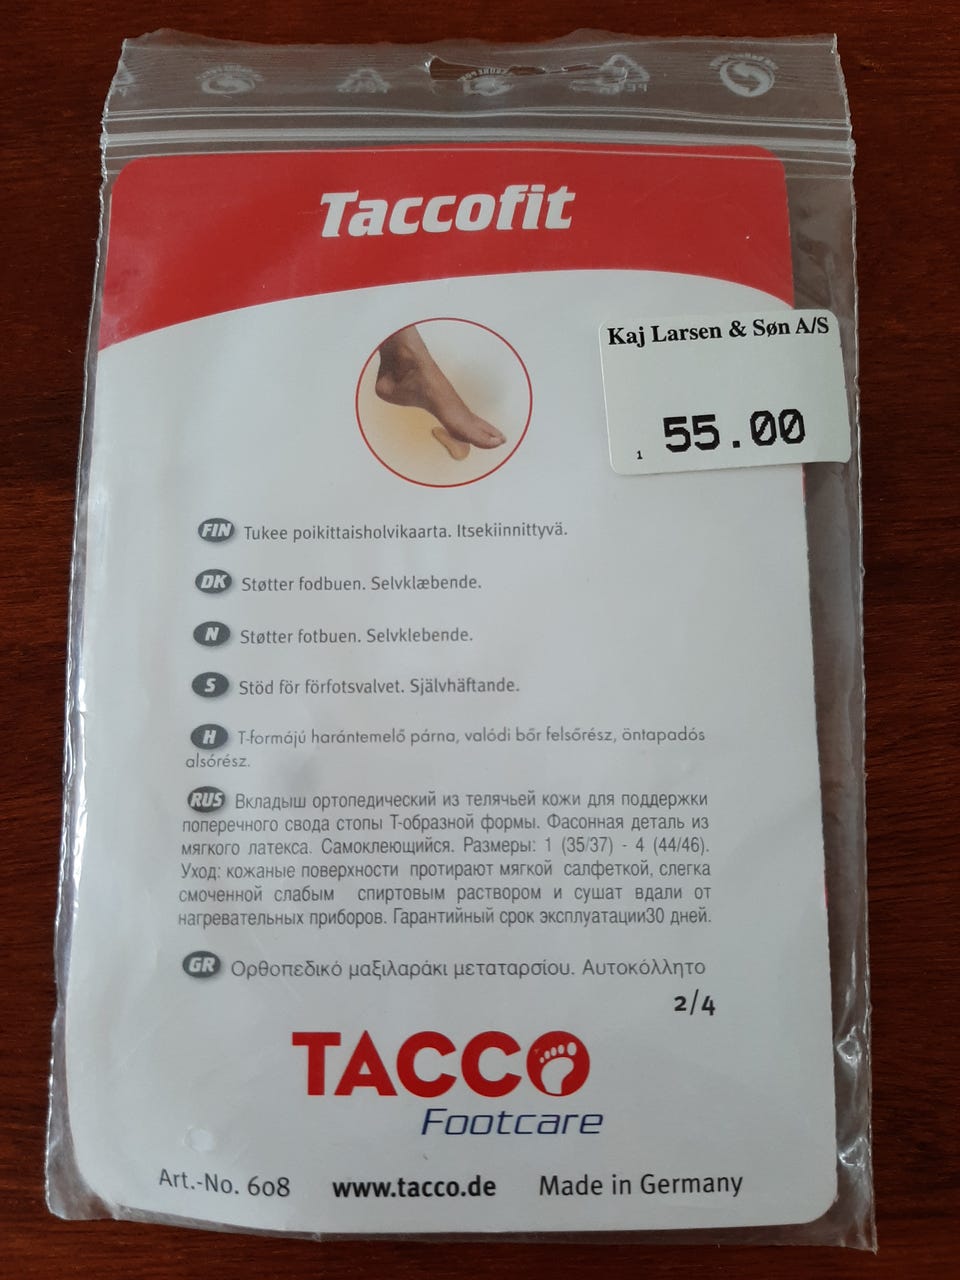 Taccofit
Kaj Larsen & Søn A/S
1 55.00
FIN Tukee poikittaisholvikaarta. Itsekiinnittyvä.
DK Støtter fodbuen. Selvklæbende.
N Støtter fotbuen. Selvklebende.
S Stöd för förfotsvalvet. Självhäftande.
H T-formájú harántemelő párna, valódi bőr felsőrész, öntapadós
alsórész.
RUS Вкладыш ортопедический из телячьей кожи для поддержки
поперечного свода стопы Т-образной формы. Фасонная деталь из
мягкого латекса. Самоклеющийся. Размеры: 1 (35/37) - 4 (44/46).
Уход: кожаные поверхности протирают мягкой салфеткой, слегка
смоченной слабым спиртовым раствором и сушат вдали от
нагревательных приборов. Гарантийный срок эксплуатации30 дней.
GR Ορθοπεδικό μαξιλαράκι μεταταρσίου. Αυτοκόλλητο
2/4
TACCO
Footcare
Art.-No. 608 www.tacco.de Made in Germany